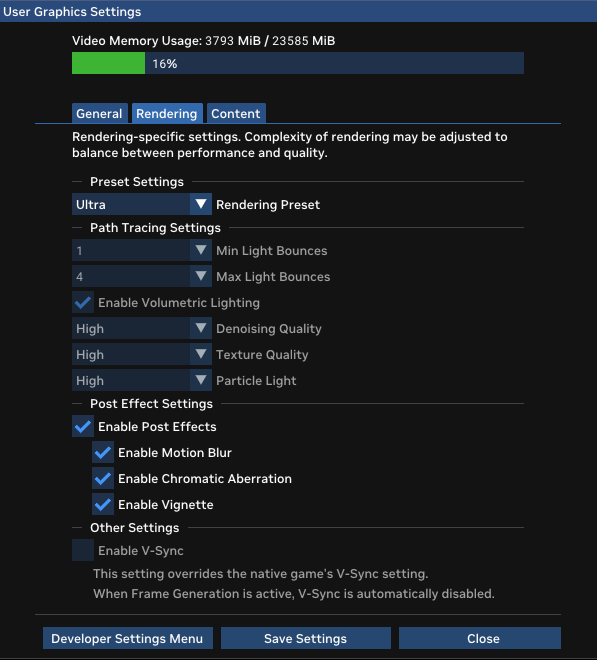 User Graphics Settings
Video Memory Usage: 3793 MiB / 23585 MiB
16%
General Rendering Content
Rendering-specific settings. Complexity of rendering may be adjusted to
balance between performance and quality.
Preset Settings
Ultra Rendering Preset
Path Tracing Settings
1 Min Light Bounces
4 Max Light Bounces
Enable Volumetric Lighting
High Denoising Quality
High Texture Quality
High Particle Light
Post Effect Settings
Enable Post Effects
Enable Motion Blur
Enable Chromatic Aberration
Enable Vignette
Other Settings
Enable V-Sync
This setting overrides the native game's V-Sync setting.
When Frame Generation is active, V-Sync is automatically disabled.
Developer Settings Menu Save Settings Close